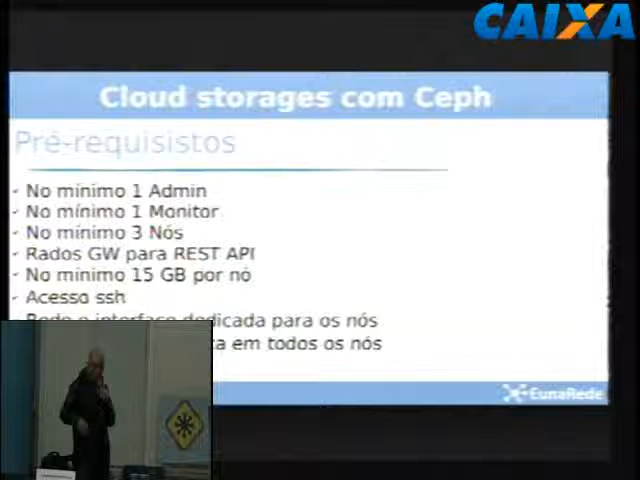 CAIXA
Cloud storages com Ceph
Pré-requisistos
No mínimo 1 Admin
No mínimo 1 Monitor
No mínimo 3 Nós
Rados GW para REST API
No mínimo 15 GB por nó
Acesso ssh
Rede e interface dedicada para os nós
em todos os nós
EunaRede